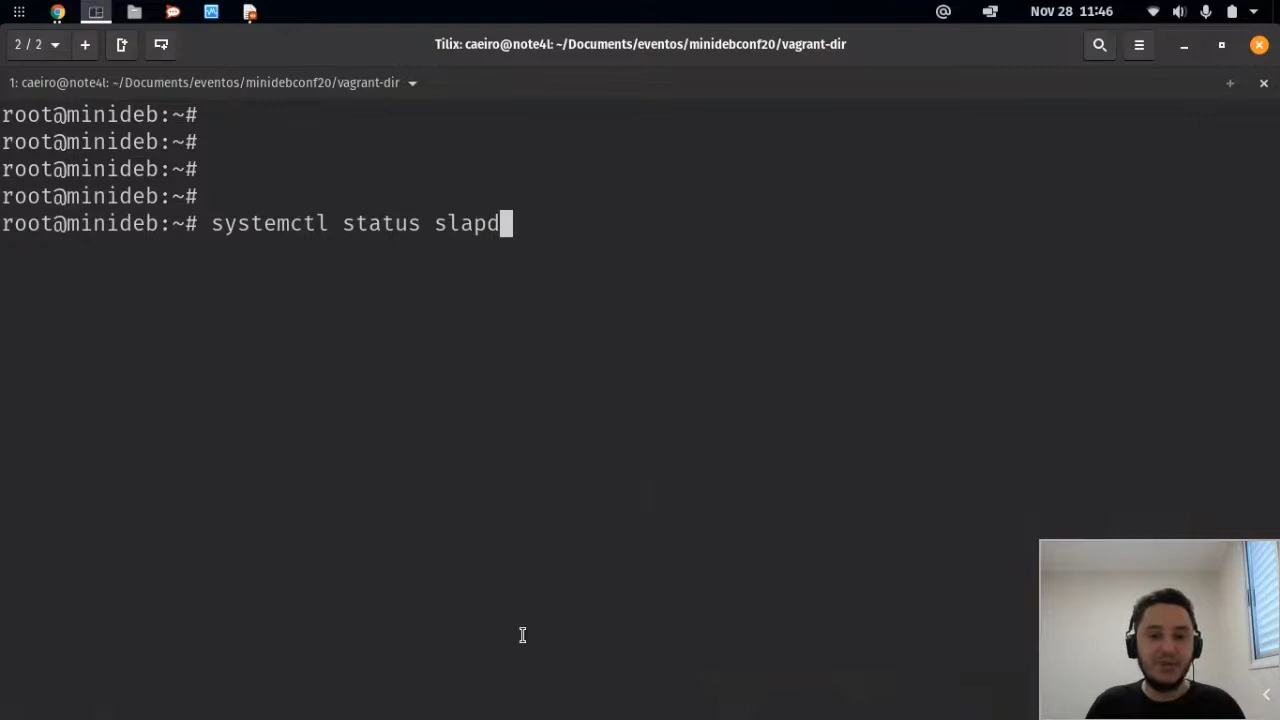 Nov 28 11:46
2 / 2
Tilix: caeiro@note4l: ~/Documents/eventos/minidebconf20/vagrant-dir
1: caeiro@note4l: ~/Documents/eventos/minidebconf20/vagrant-dir
root@minideb:~#
root@minideb:~#
root@minideb:~#
root@minideb:~#
root@minideb:~# systemctl status slapd